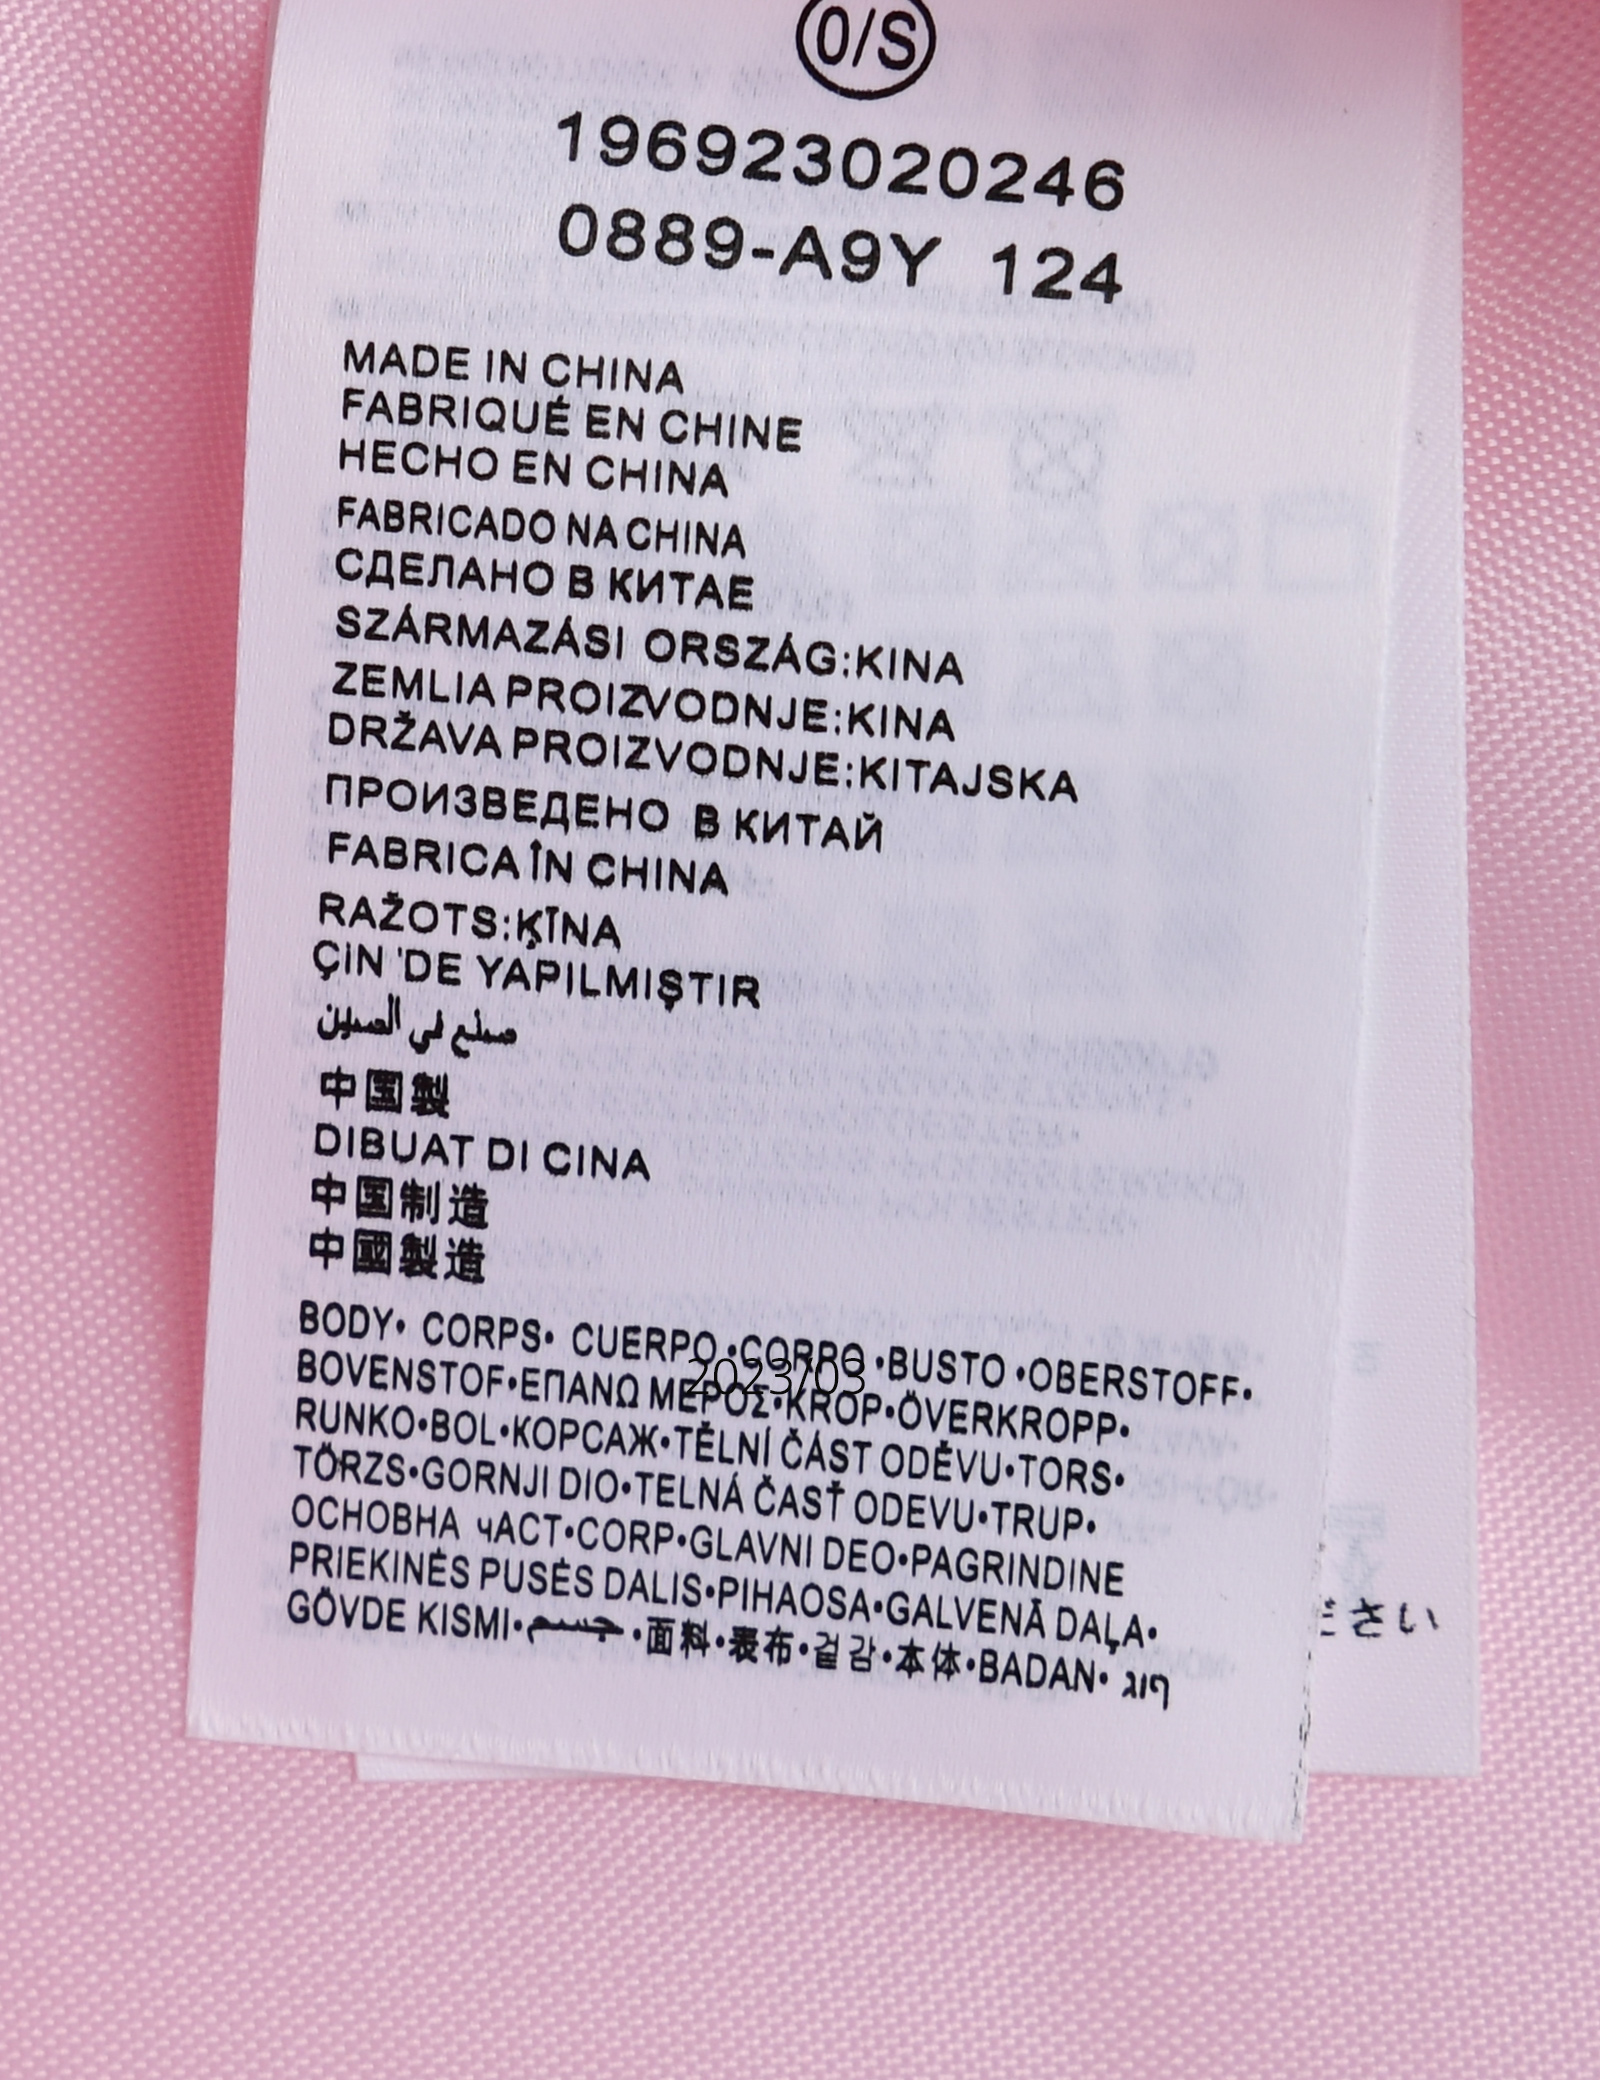 O/S
196923020246
0889-A9Y 124
MADE IN CHINA
FABRIQUÉ EN CHINE
HECHO EN CHINA
FABRICADO NA CHINA
СДЕЛАНО В КИТАЕ
SZÁRMAZÁSI ORSZÁG:KINA
ZEMLIA PROIZVODNJE:KINA
DRŽAVA PROIZVODNJE:KITAJSKA
ПРОИЗВЕДЕНО В КИТАЙ
FABRICA ÎN CHINA
RAŽOTS:ĶĪNA
ÇIN 'DE YAPILMIŞTIR
صنع في الصين
中国製
DIBUAT DI CINA
中国制造
中國製造
BODY• CORPS• CUERPO •CORPO •BUSTO •OBERSTOFF•
2023/03
BOVENSTOF•ΕΠΑΝΩ ΜΕΡΟΣ•KROP•ÖVERKROPP•
RUNKO•BOL•КОРСАЖ•TĚLNÍ ČÁST ODĚVU•TORS•
TÖRZS•GORNJI DIO•TELNÁ ČASŤ ODEVU•TRUP•
ОСНОВНА чАСТ•CORP•GLAVNI DEO•PAGRINDINE
PRIEKINĖS PUSĖS DALIS•PIHAOSA•GALVENĀ DAĻA•
GÖVDE KISMI•جسم•面料•表布•겉감•本体•BADAN• גוף
ださい